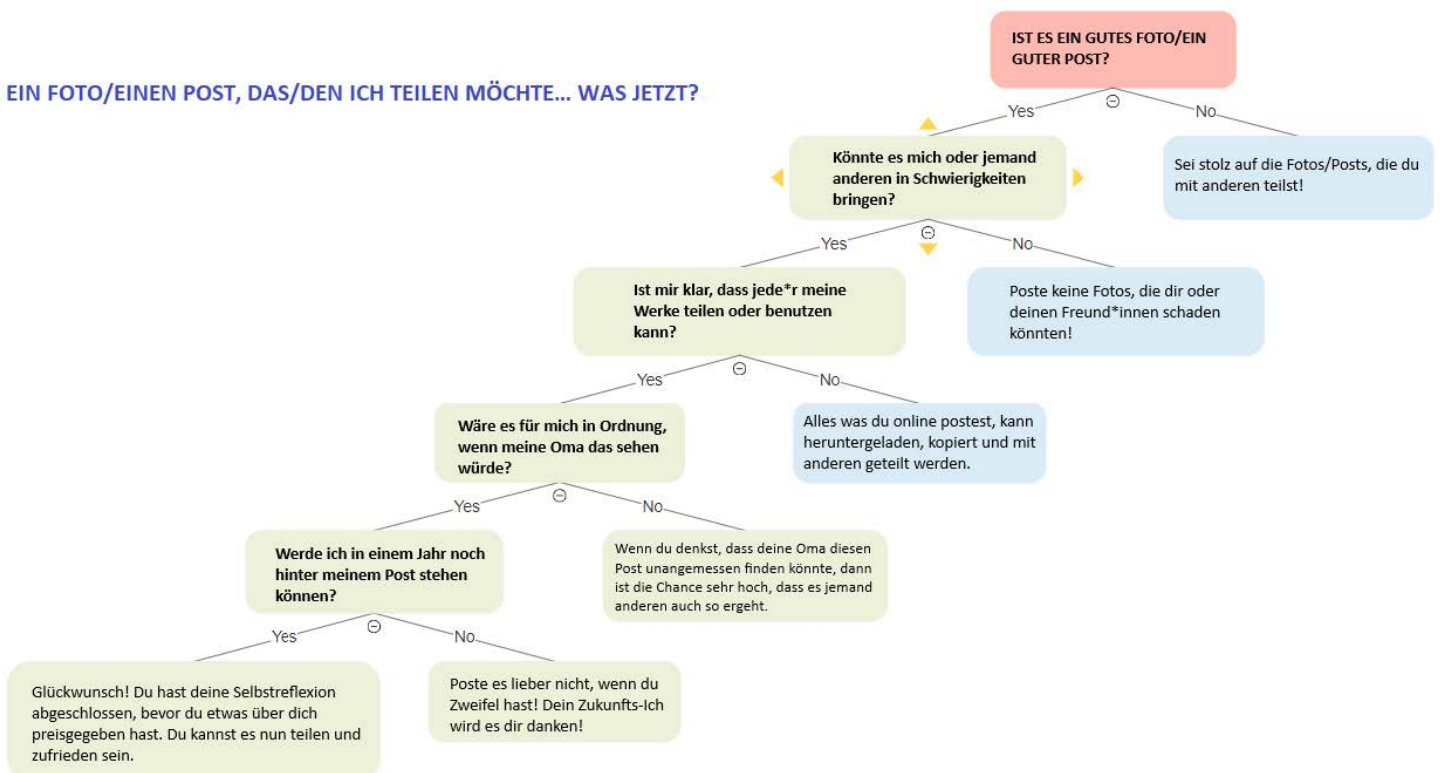 IST ES EIN GUTES FOTO/EIN
GUTER POST?
EIN FOTO/EINEN POST, DAS/DEN ICH TEILEN MÖCHTE... WAS JETZT?
Yes
No
Könnte es mich oder jemand
anderen in Schwierigkeiten
bringen?
Sei stolz auf die Fotos/Posts, die du
mit anderen teilst!
Yes
No
Ist mir klar, dass jede*r meine
Werke teilen oder benutzen
kann?
Poste keine Fotos, die dir oder
deinen Freund*innen schaden
könnten!
Yes
No
Wäre es für mich in Ordnung,
wenn meine Oma das sehen
würde?
Alles was du online postest, kann
heruntergeladen, kopiert und mit
anderen geteilt werden.
Yes
No
Werde ich in einem Jahr noch
hinter meinem Post stehen
können?
Wenn du denkst, dass deine Oma diesen
Post unangemessen finden könnte, dann
ist die Chance sehr hoch, dass es jemand
anderen auch so ergeht.
Yes
No
Glückwunsch! Du hast deine Selbstreflexion
abgeschlossen, bevor du etwas über dich
preisgegeben hast. Du kannst es nun teilen und
zufrieden sein.
Poste es lieber nicht, wenn du
Zweifel hast! Dein Zukunfts-Ich
wird es dir danken!